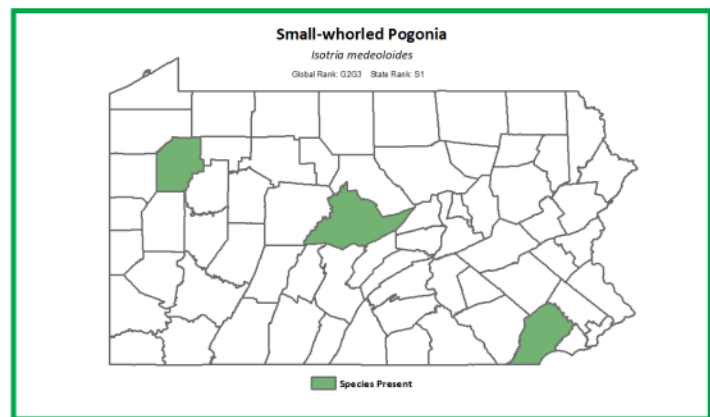 Small-whorled Pogonia
Isotria medeoloides
Global Rank: G2G3 State Rank: S1
Species Present